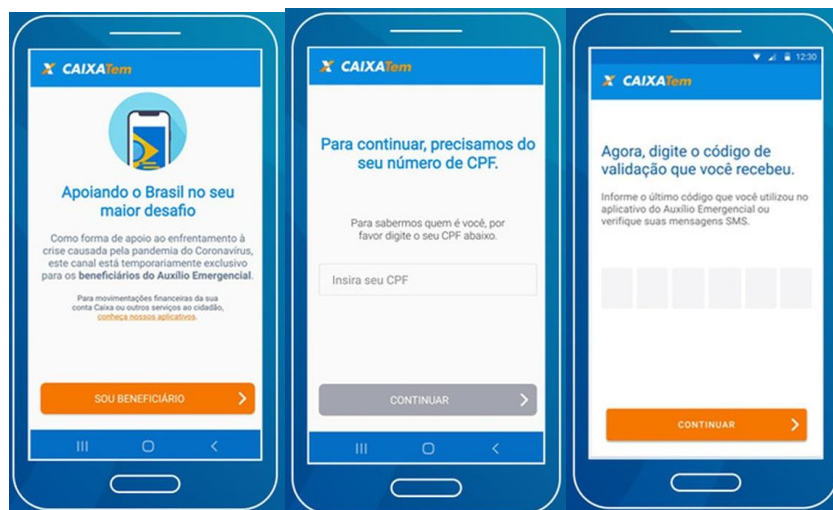 CAIXATem
Apoiando o Brasil no seu
maior desafio
Como forma de apoio ao enfrentamento à
crise causada pela pandemia do Coronavírus,
este canal está temporariamente exclusivo
para os beneficiários do Auxílio Emergencial.
Para movimentações financeiras da sua
conta Caixa ou outros serviços ao cidadão,
conheça nossos aplicativos.
SOU BENEFICIÁRIO
CAIXATem
Para continuar, precisamos do
seu número de CPF.
Para sabermos quem é você, por
favor digite o seu CPF abaixo.
Insira seu CPF
CONTINUAR
12:30
CAIXATem
Agora, digite o código de
validação que você recebeu.
Informe o último código que você utilizou no
aplicativo do Auxílio Emergencial ou
verifique suas mensagens SMS.
CONTINUAR